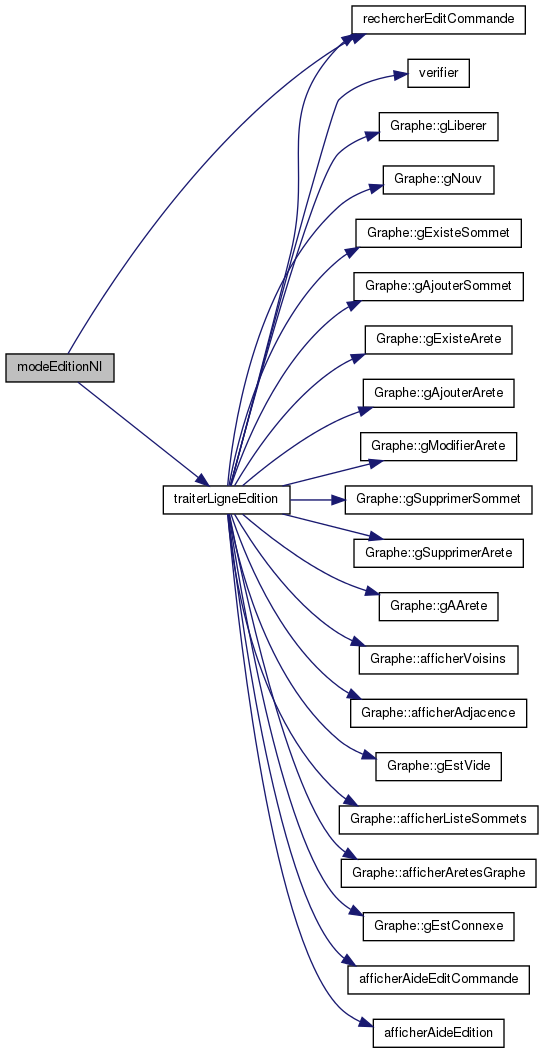 rechercherEditCommande
verifier
Graphe::gLiberer
Graphe::gNouv
Graphe::gExisteSommet
Graphe::gAjouterSommet
Graphe::gExisteArete
modeEditionNI
Graphe::gAjouterArete
Graphe::gModifierArete
traiterLigneEdition
Graphe::gSupprimerSommet
Graphe::gSupprimerArete
Graphe::gAArete
Graphe::afficherVoisins
Graphe::afficherAdjacence
Graphe::gEstVide
Graphe::afficherListeSommets
Graphe::afficherAretesGraphe
Graphe::gEstConnexe
afficherAideEditCommande
afficherAideEdition